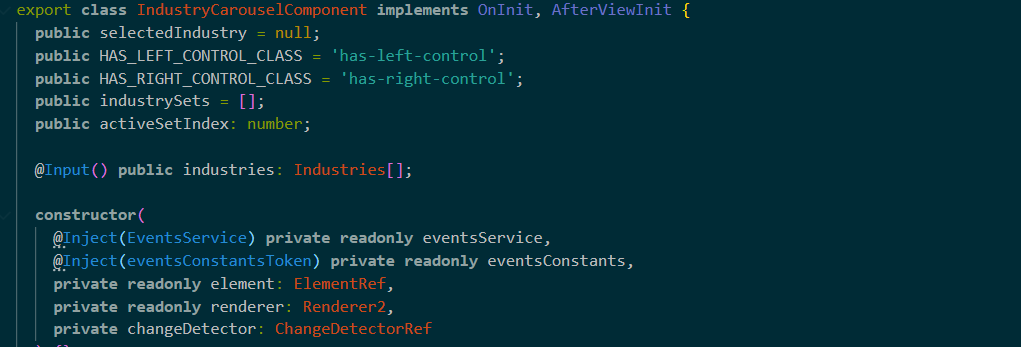 export class IndustryCarouselComponent implements OnInit, AfterViewInit {
public selectedIndustry = null;
public HAS_LEFT_CONTROL_CLASS = 'has-left-control';
public HAS_RIGHT_CONTROL_CLASS = 'has-right-control';
public industrySets = [];
public activeSetIndex: number;
@Input() public industries: Industries[];
constructor(
@Inject(EventsService) private readonly eventsService,
@Inject(eventsConstantsToken) private readonly eventsConstants,
private readonly element: ElementRef,
private readonly renderer: Renderer2,
private changeDetector: ChangeDetectorRef
) {}